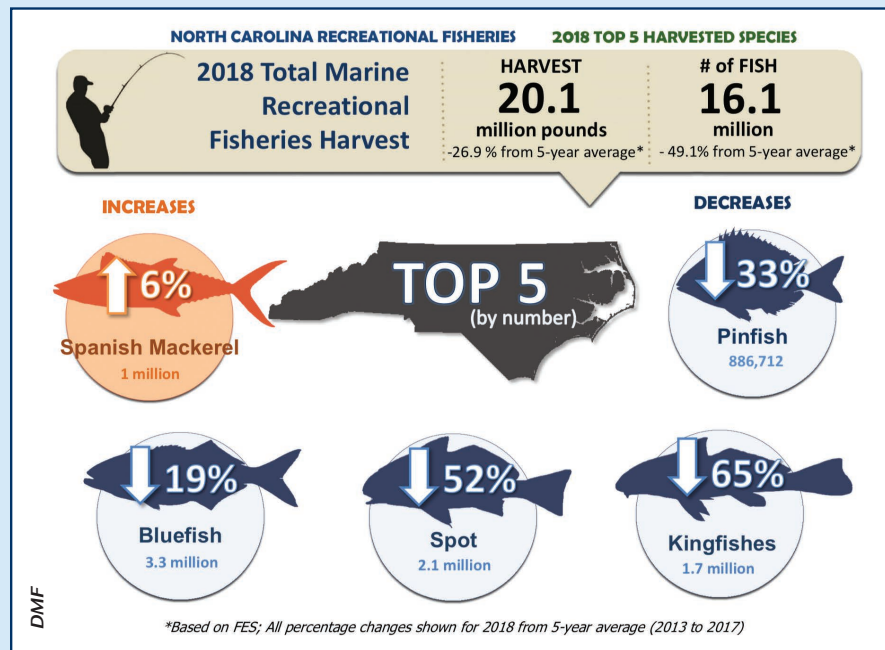 NORTH CAROLINA RECREATIONAL FISHERIES
2018 TOP 5 HARVESTED SPECIES
2018 Total Marine
Recreational
Fisheries Harvest
HARVEST
20.1
million pounds
-26.9 % from 5-year average*
# of FISH
16.1
million
- 49.1% from 5-year average*
INCREASES
DECREASES
6%
Spanish Mackerel
1 million
TOP 5
(by number)
33%
Pinfish
886,712
19%
Bluefish
3.3 million
52%
Spot
2.1 million
65%
Kingfishes
1.7 million
DMF
*Based on FES; All percentage changes shown for 2018 from 5-year average (2013 to 2017)